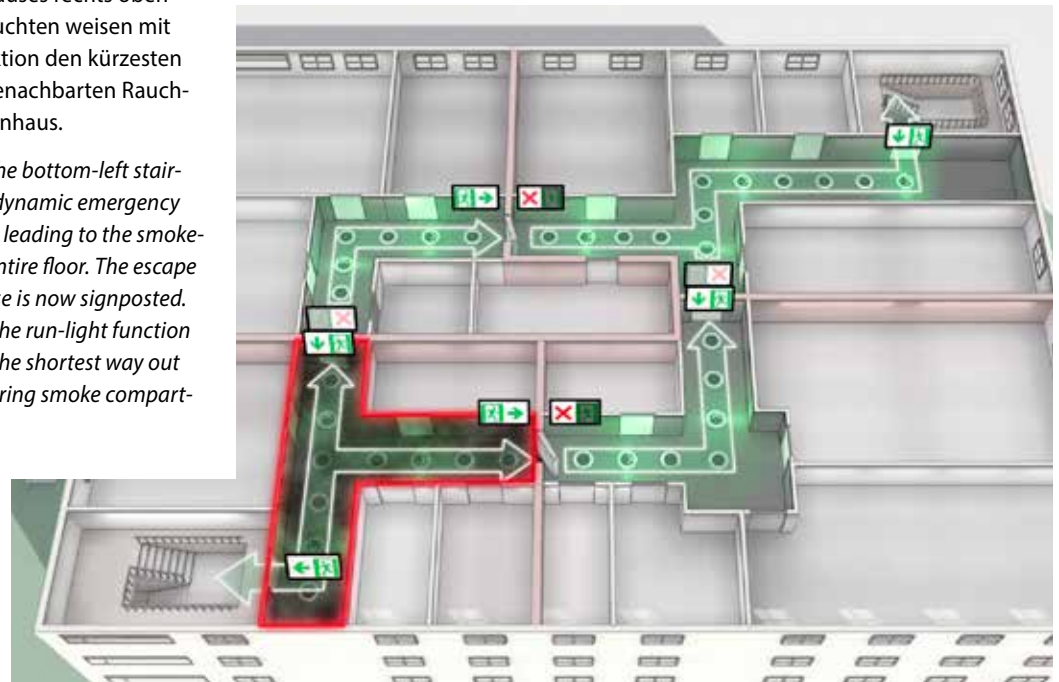 auses rechts oben
uchten weisen mit
tion den kürzesten
enachbarten Rauch-
nhaus.
he bottom-left stair-
dynamic emergency
leading to the smoke-
ntire floor. The escape
e is now signposted.
he run-light function
he shortest way out
ring smoke compart-